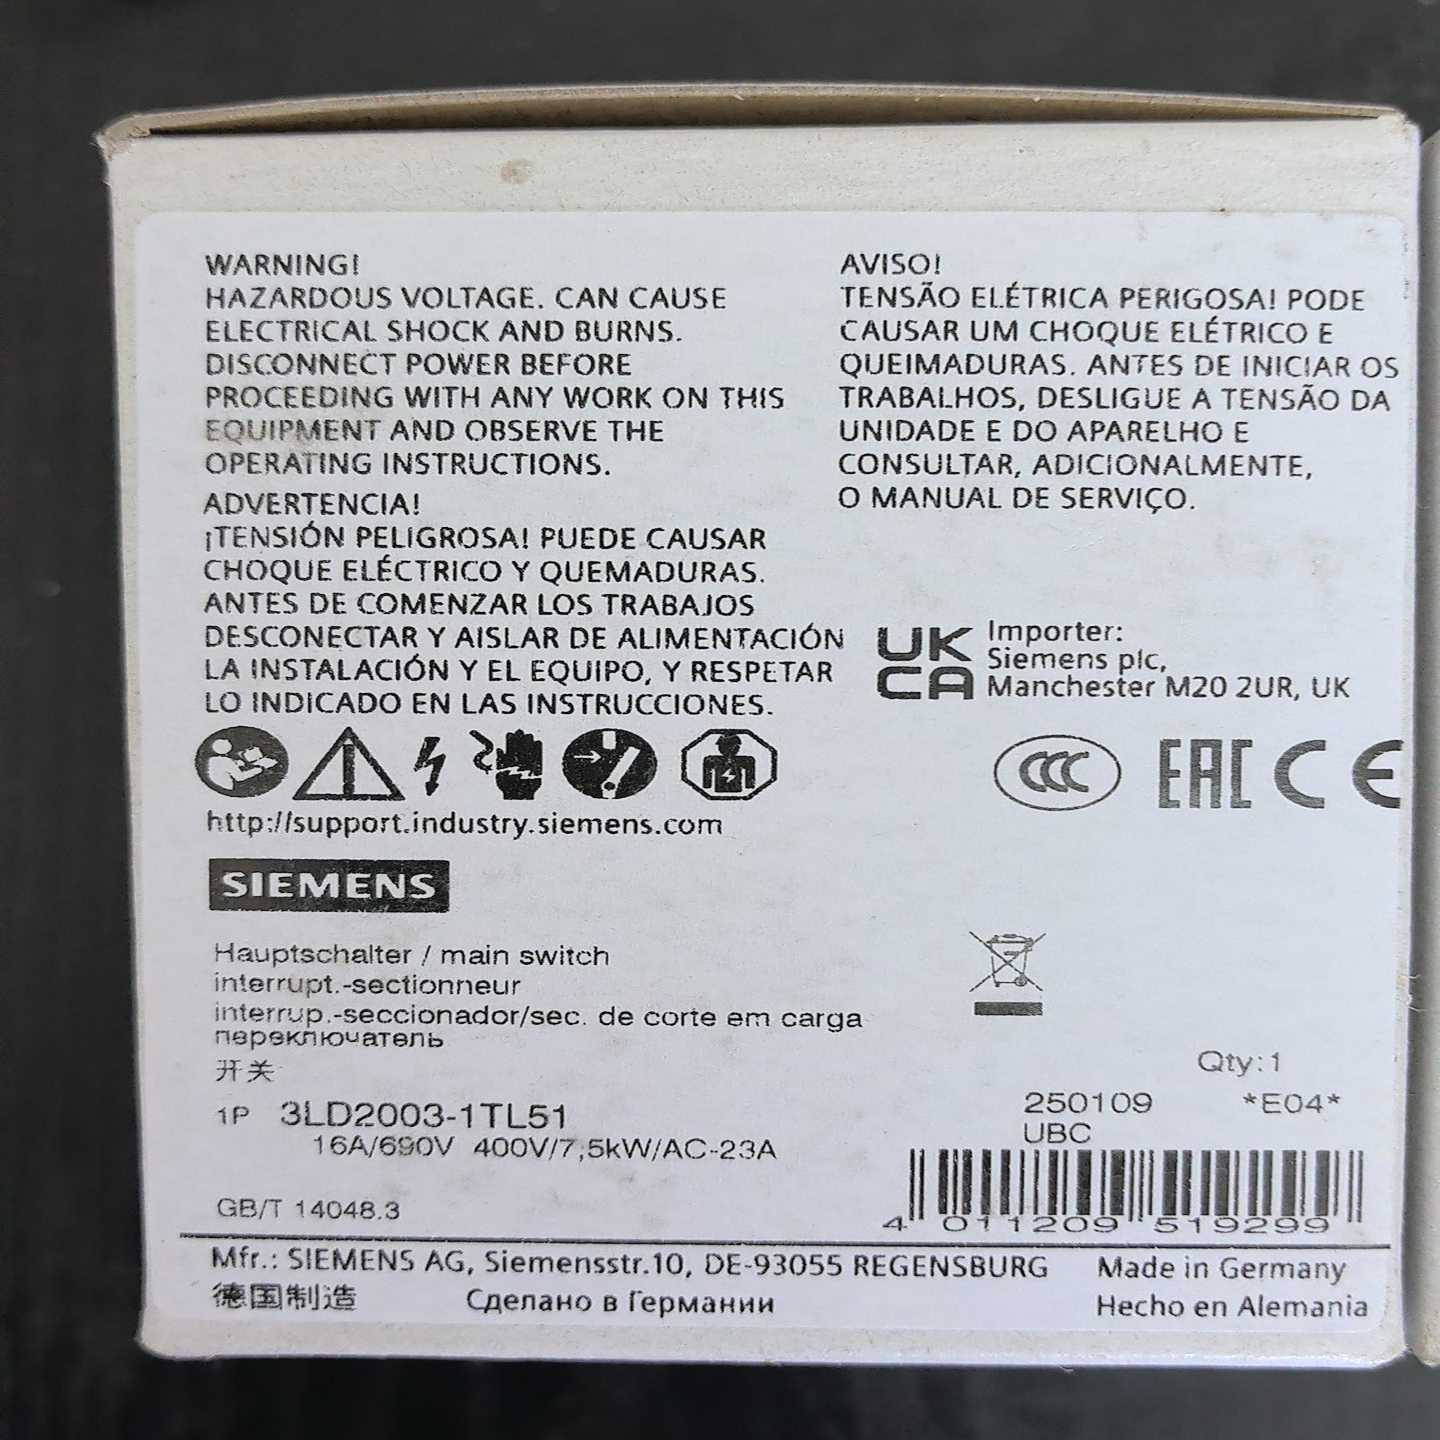 WARNING!
HAZARDOUS VOLTAGE. CAN CAUSE
ELECTRICAL SHOCK AND BURNS.
DISCONNECT POWER BEFORE
PROCEEDING WITH ANY WORK ON THIS
EQUIPMENT AND OBSERVE THE
OPERATING INSTRUCTIONS.
ADVERTENCIA!
¡TENSIÓN PELIGROSA! PUEDE CAUSAR
CHOQUE ELÉCTRICO Y QUEMADURAS.
ANTES DE COMENZAR LOS TRABAJOS
DESCONECTAR Y AISLAR DE ALIMENTACIÓN
LA INSTALACIÓN Y EL EQUIPO, Y RESPETAR
LO INDICADO EN LAS INSTRUCCIONES.
AVISO!
TENSÃO ELÉTRICA PERIGOSA! PODE
CAUSAR UM CHOQUE ELÉTRICO E
QUEIMADURAS. ANTES DE INICIAR OS
TRABALHOS, DESLIGUE A TENSÃO DA
UNIDADE E DO APARELHO E
CONSULTAR, ADICIONALMENTE,
O MANUAL DE SERVIÇO.
UK
CA
Importer:
Siemens plc,
Manchester M20 2UR, UK
CCC EAC CE
http://support.industry.siemens.com
SIEMENS
Hauptschalter / main switch
interrupt.-sectionneur
interrup.-seccionador/sec. de corte em carga
переключатель
开关
Qty:1
1P 3LD2003-1TL51
16A/690V 400V/7,5kW/AC-23A
250109 *E04*
UBC
4 011209 519299
GB/T 14048.3
Mfr.: SIEMENS AG, Siemensstr.10, DE-93055 REGENSBURG
Made in Germany
德国制造
Сделано в Германии
Hecho en Alemania